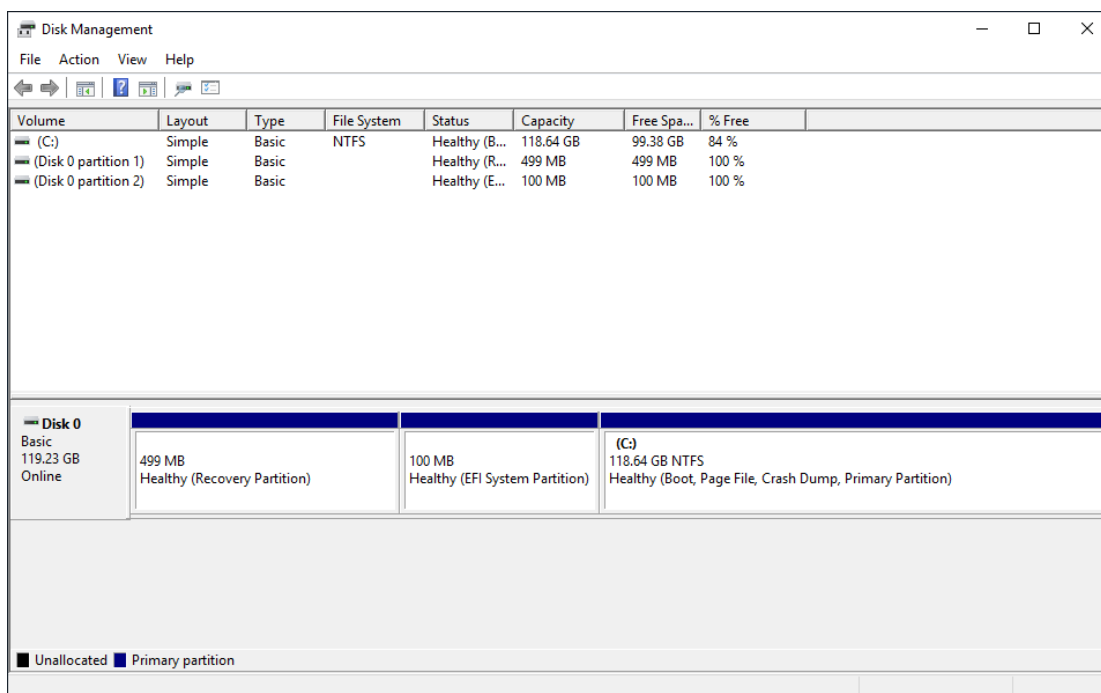 Disk Management
File Action View Help
Volume Layout Type File System Status Capacity Free Spa... % Free
(C:) Simple Basic NTFS Healthy (B... 118.64 GB 99.38 GB 84 %
(Disk 0 partition 1) Simple Basic Healthy (R... 499 MB 499 MB 100 %
(Disk 0 partition 2) Simple Basic Healthy (E... 100 MB 100 MB 100 %
Disk 0
Basic
119.23 GB
Online
499 MB
Healthy (Recovery Partition)
100 MB
Healthy (EFI System Partition)
(C:)
118.64 GB NTFS
Healthy (Boot, Page File, Crash Dump, Primary Partition)
Unallocated Primary partition